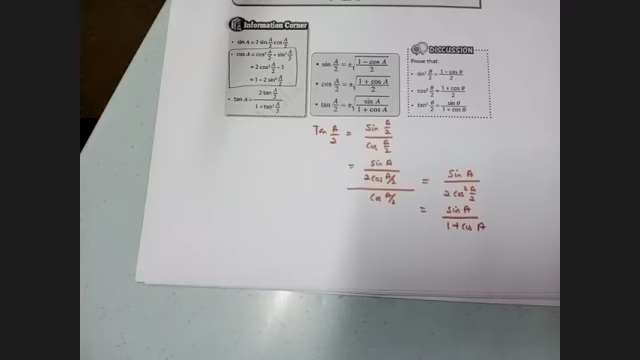 Information Corner
• sin A = 2 sin A/2 cos A/2
• cos A = cos² A/2 − sin² A/2
= 2 cos² A/2 − 1
= 1 − 2 sin² A/2
• tan A = (2 tan A/2)/(1 − tan² A/2)
• sin A/2 = ±√((1 − cos A)/2)
• cos A/2 = ±√((1 + cos A)/2)
• tan A/2 = ±√(sin A/(1 + cos A))
DISCUSSION
Prove that:
• sin² θ/2 = (1 − cos θ)/2
• cos² θ/2 = (1 + cos θ)/2
• tan² θ/2 = sin θ/(1 + cos θ)
Tan A/2 = (sin A/2)/(cos A/2)
= (sin A/(2 cos A/2))/(cos A/2) = sin A/(2 cos² A/2)
= sin A/(1 + cos A)